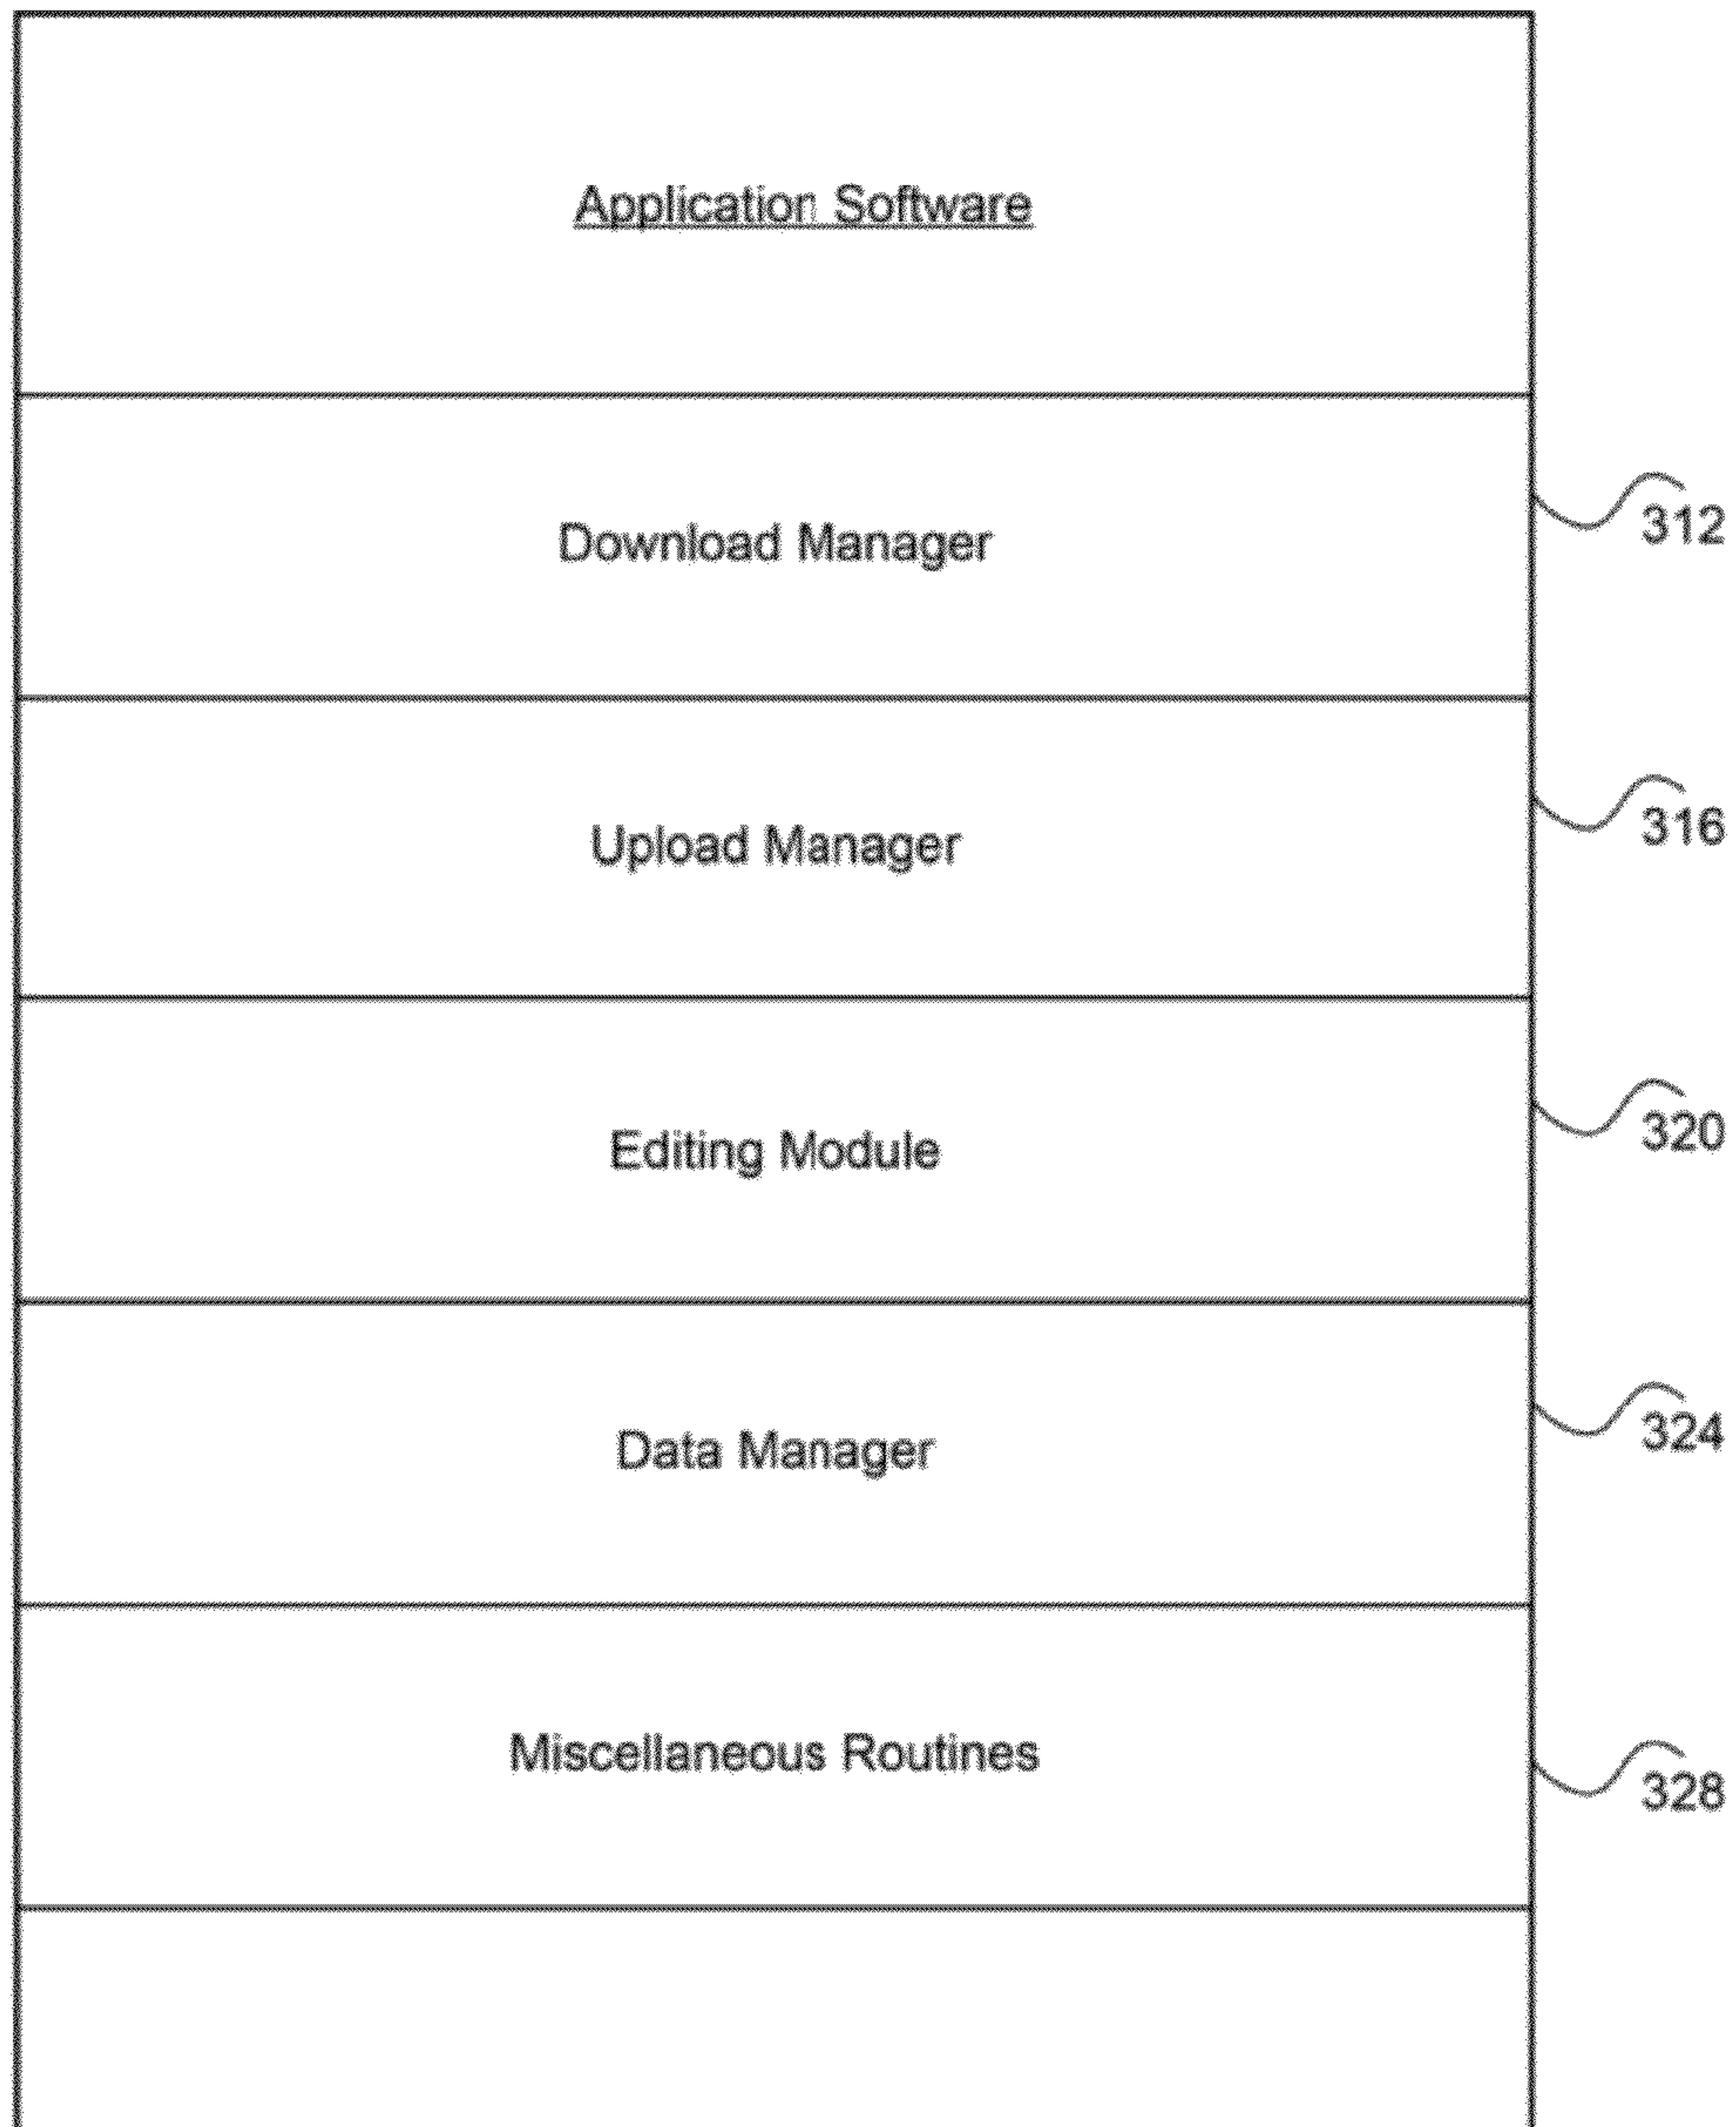 Application Software
Download Manager
312
Upload Manager
316
Editing Module
320
Data Manager
324
Miscellaneous Routines
328